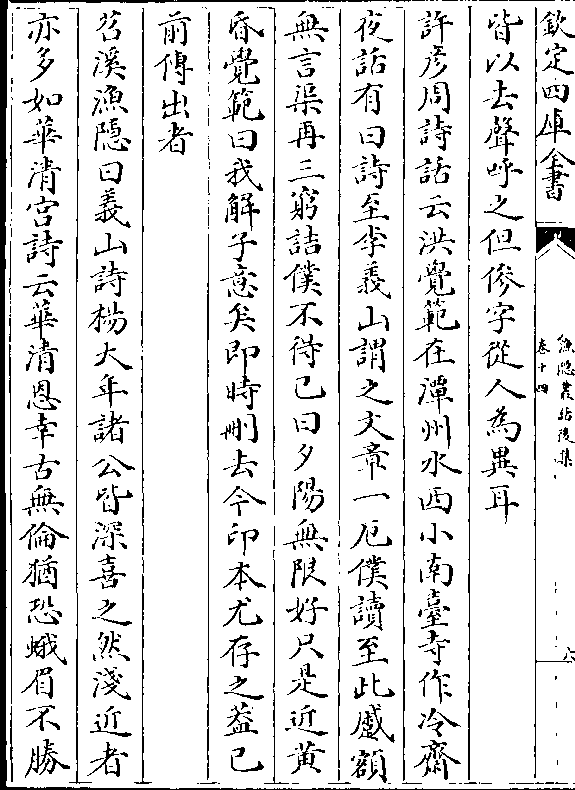 欽定四庫全書
漁隱叢話後集
卷十四
六
皆以去聲呼之但傪字從人為異耳
許彦周詩話云洪覺範在潭州水西小南臺寺作冷齋
夜話有曰詩至李義山謂之文章一厄僕讀至此蹙額
無言渠再三窮詰僕不得已曰夕陽無限好只是近黄
昏覺範曰我解子意矣即時刪去今印本尤存之葢已
前傳出者
苕溪漁隱曰義山詩楊大年諸公皆深喜之然淺近者
亦多如華清宫詩云華清恩幸古無倫猶恐蛾眉不勝